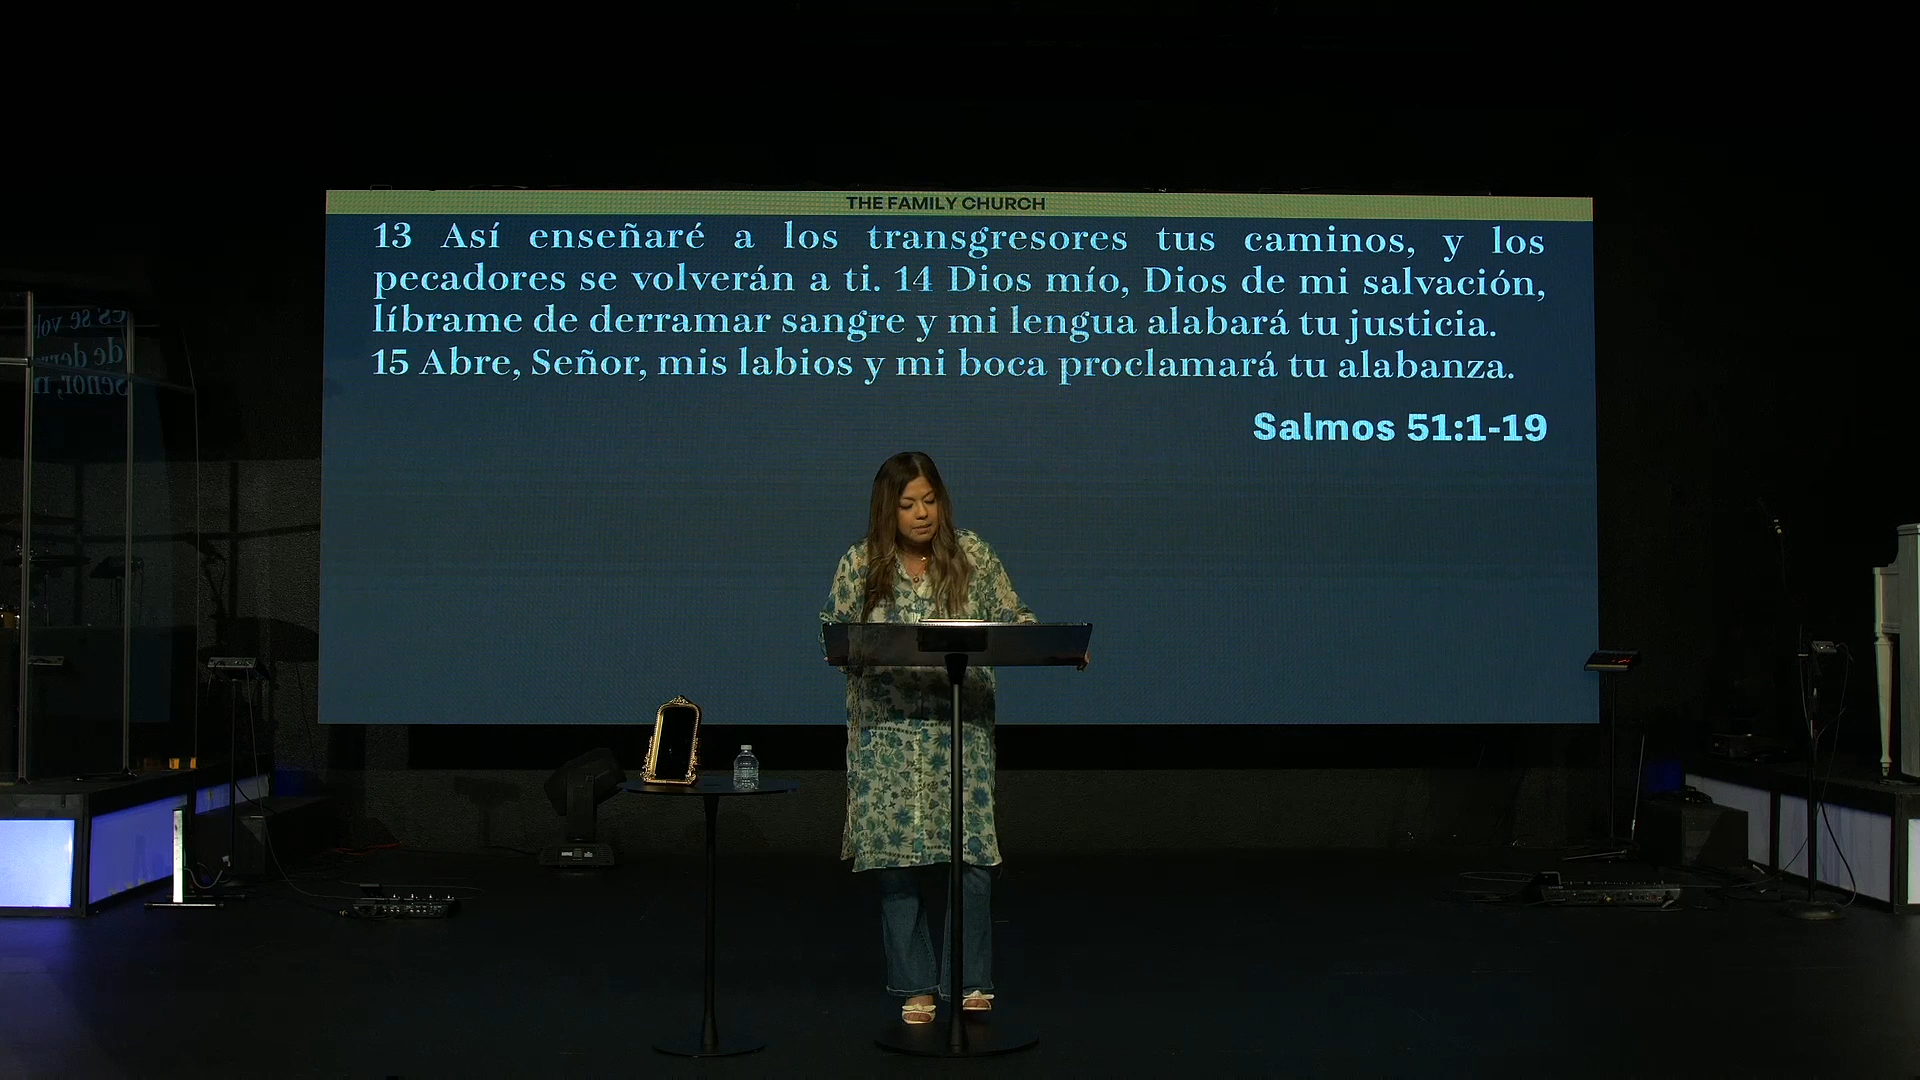 THE FAMILY CHURCH
13 Así enseñaré a los transgresores tus caminos, y los
pecadores se volverán a ti. 14 Dios mío, Dios de mi salvación,
líbrame de derramar sangre y mi lengua alabará tu justicia.
15 Abre, Señor, mis labios y mi boca proclamará tu alabanza.
Salmos 51:1-19